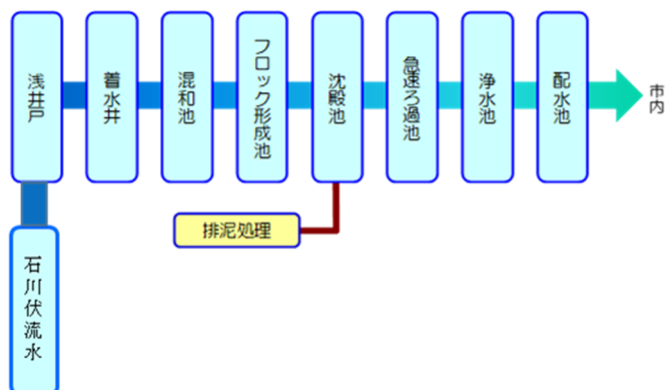 浅井戸
着水井
混和池
フロック形成池
沈殿池
急速ろ過池
浄水池
配水池
市内
排泥処理
石川伏流水